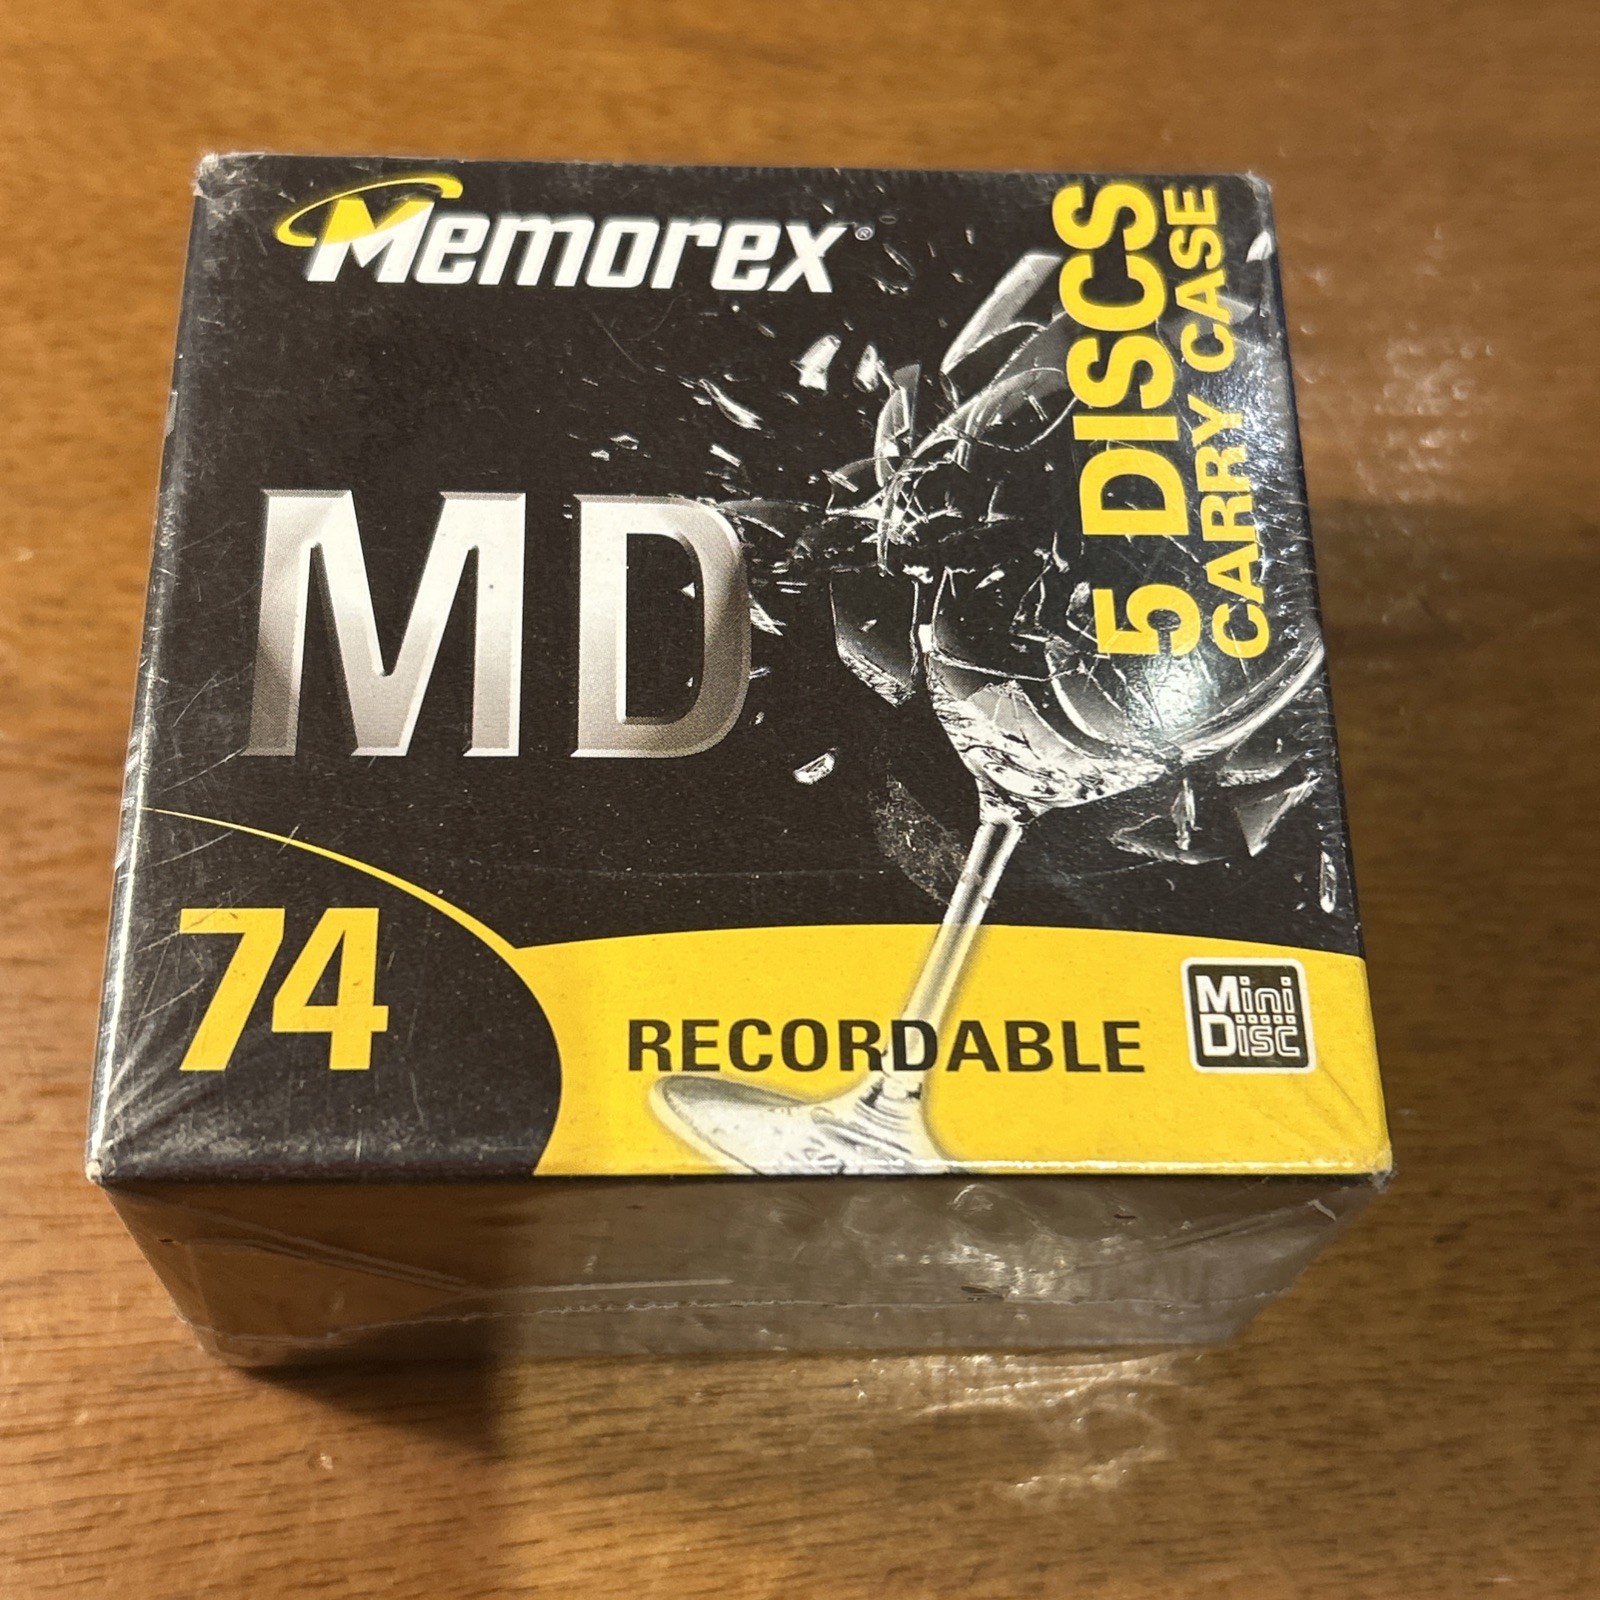 Memorex®
5 DISCS
CARRY CASE
MD
74
RECORDABLE
Mini
Disc